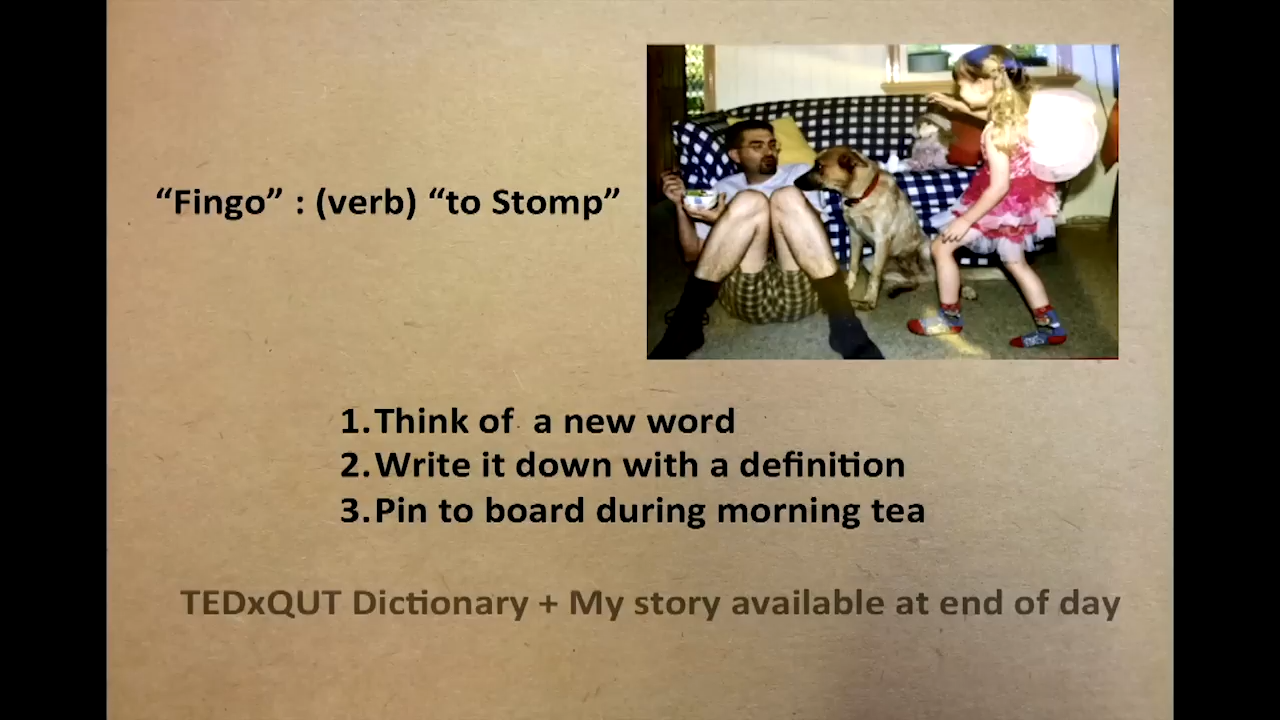 “Fingo” : (verb) “to Stomp”
1. Think of a new word
2. Write it down with a definition
3. Pin to board during morning tea
TEDxQUT Dictionary + My story available at end of day